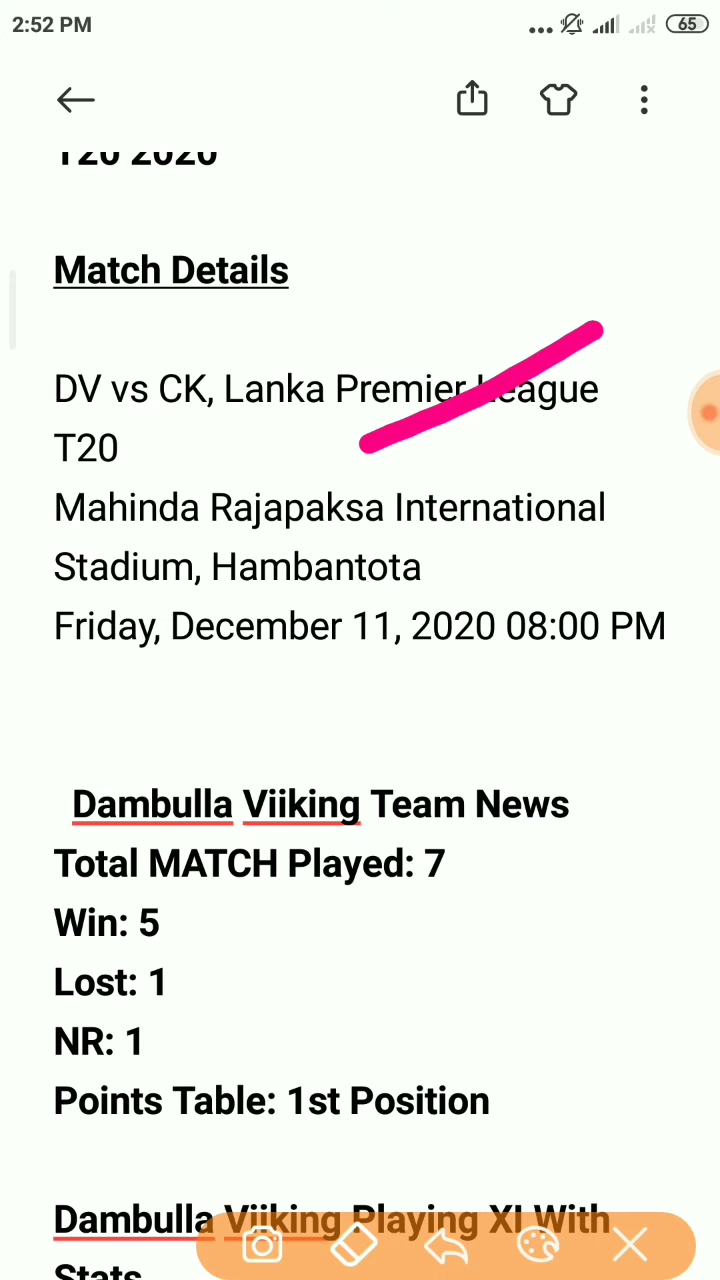 2:52 PM
65
T20 2020
Match Details
DV vs CK, Lanka Premier League
T20
Mahinda Rajapaksa International
Stadium, Hambantota
Friday, December 11, 2020 08:00 PM
Dambulla Viiking Team News
Total MATCH Played: 7
Win: 5
Lost: 1
NR: 1
Points Table: 1st Position
Dambulla Viiking Playing XI With
Stats